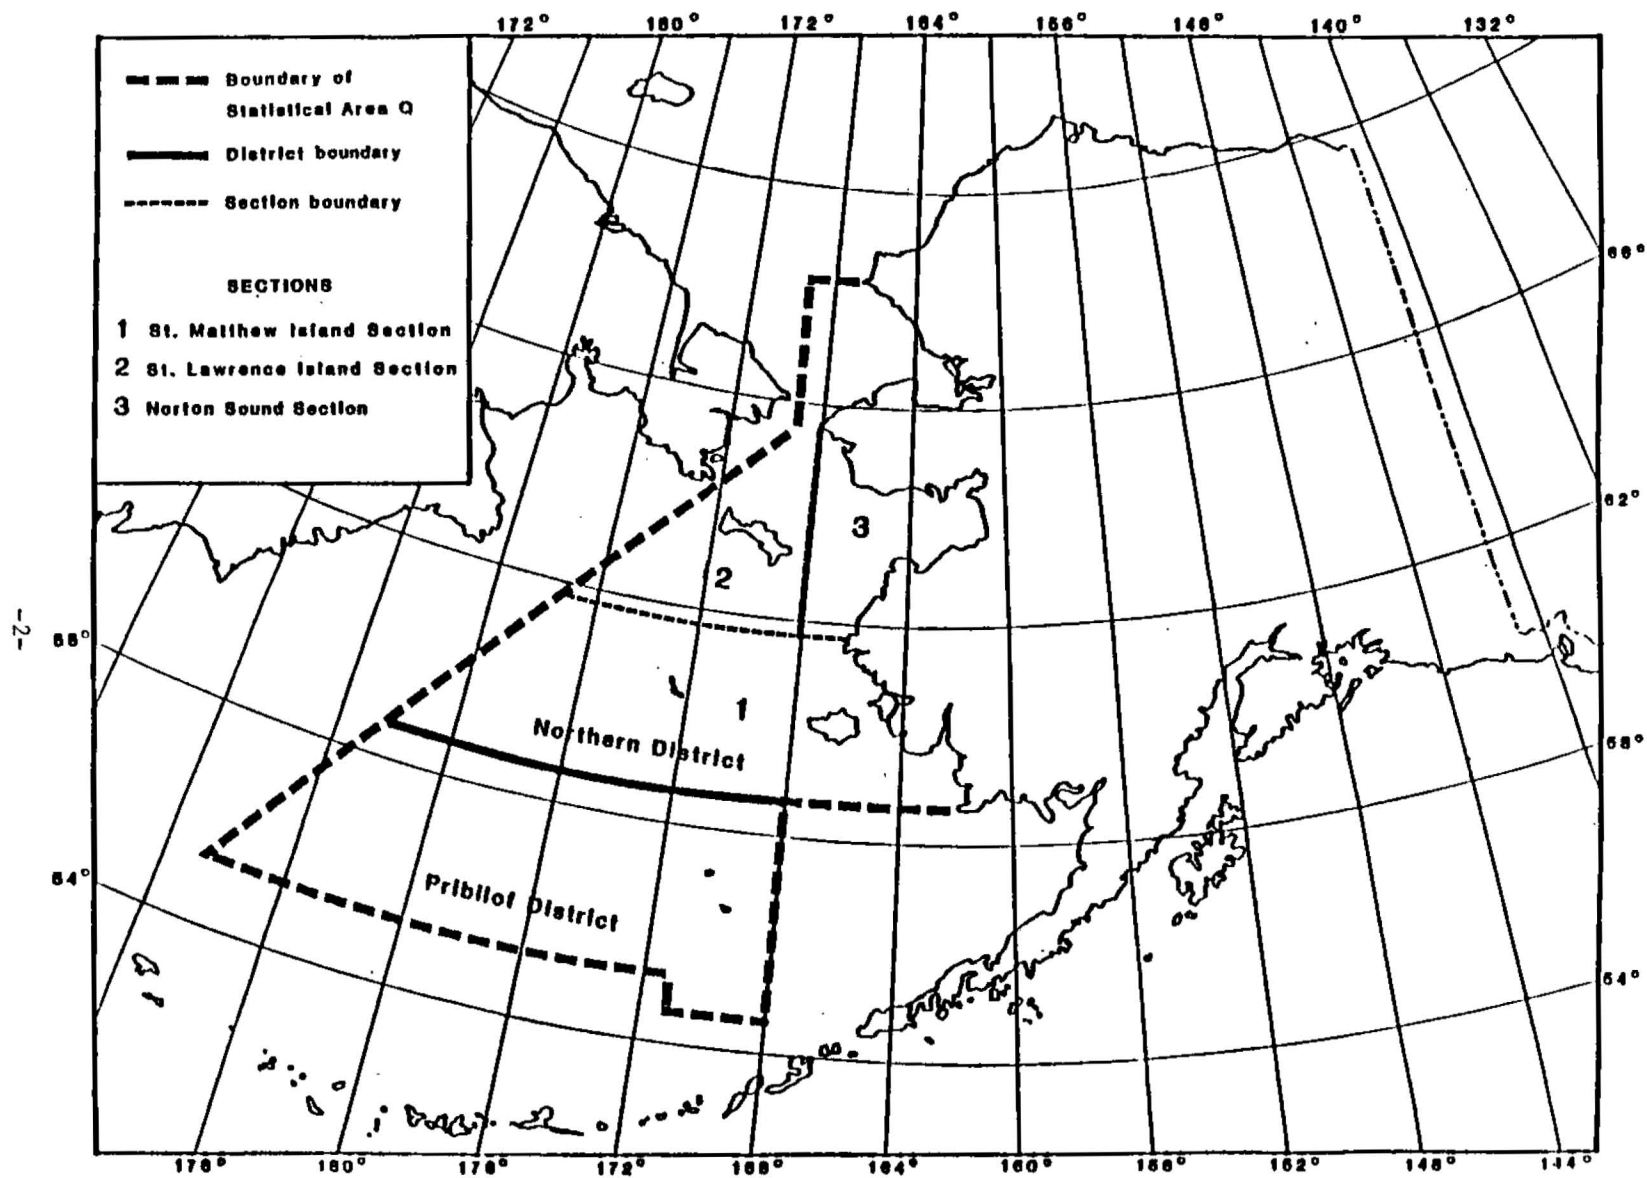 172° 180° 172° 164° 156° 148° 140° 132°
Boundary of
Statistical Area Q
District boundary
Section boundary
SECTIONS
1 St. Matthew Island Section
2 St. Lawrence Island Section
3 Norton Sound Section
66°
62°
3
2
-2-
58°
1
Northern District
58°
Pribilof District
54°
54°
176° 180° 176° 172° 168° 164° 160° 156° 152° 148° 144°